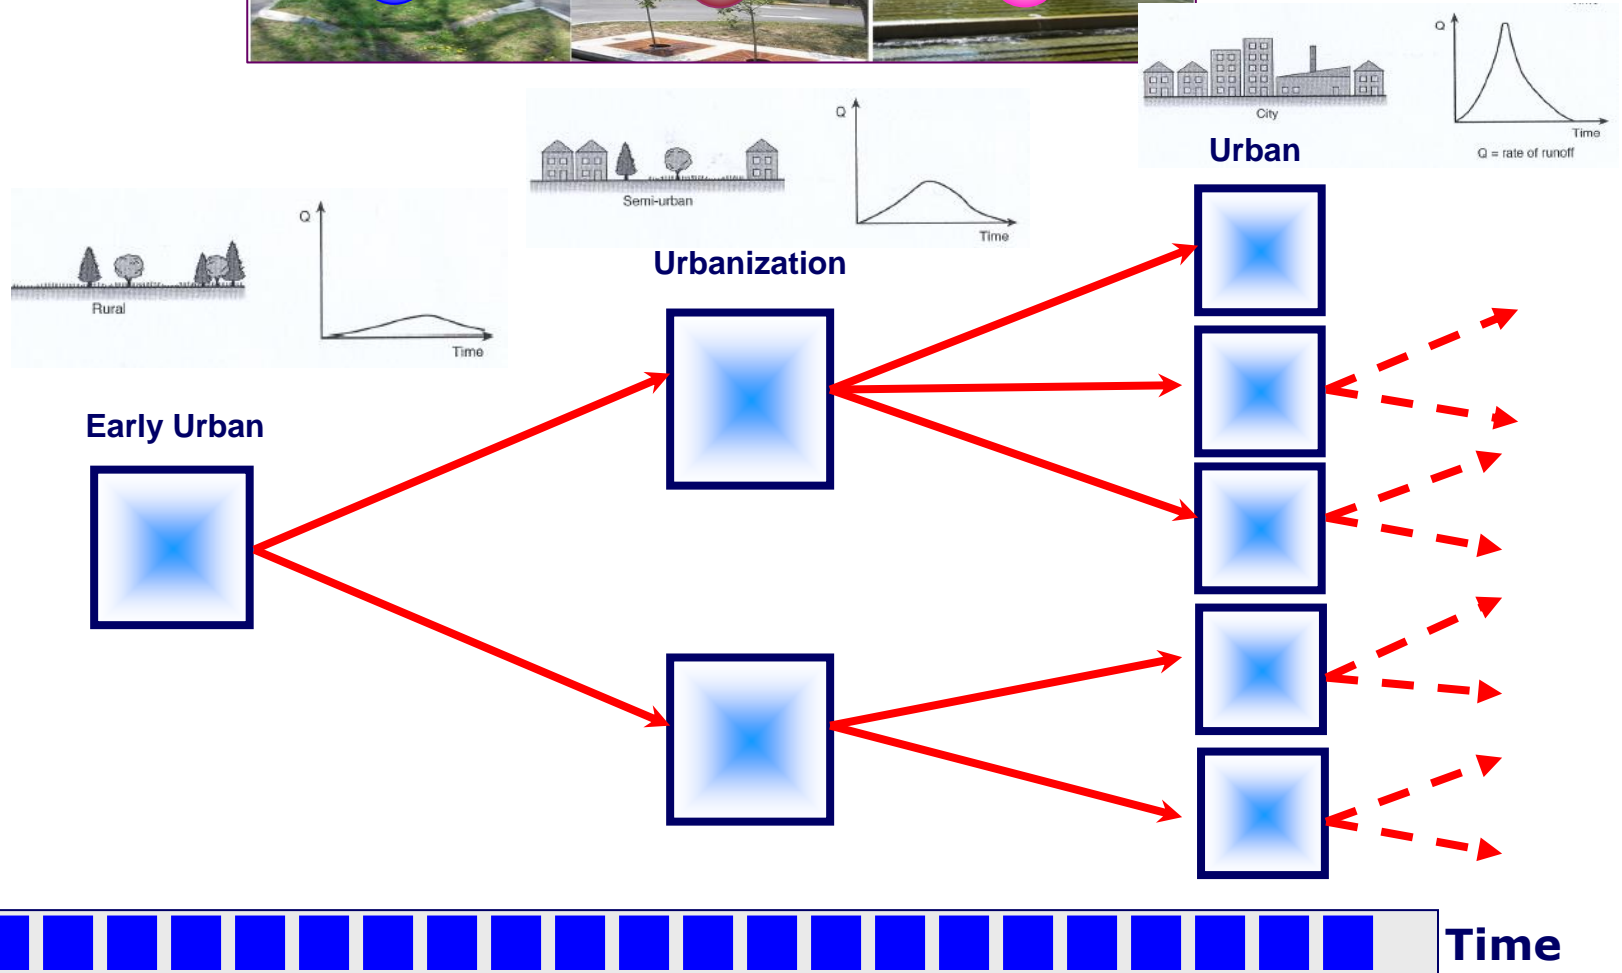 Q
City
Time
Q = rate of runoff
Urban
Q
Semi-urban
Time
Urbanization
Q
Rural
Time
Early Urban
Time